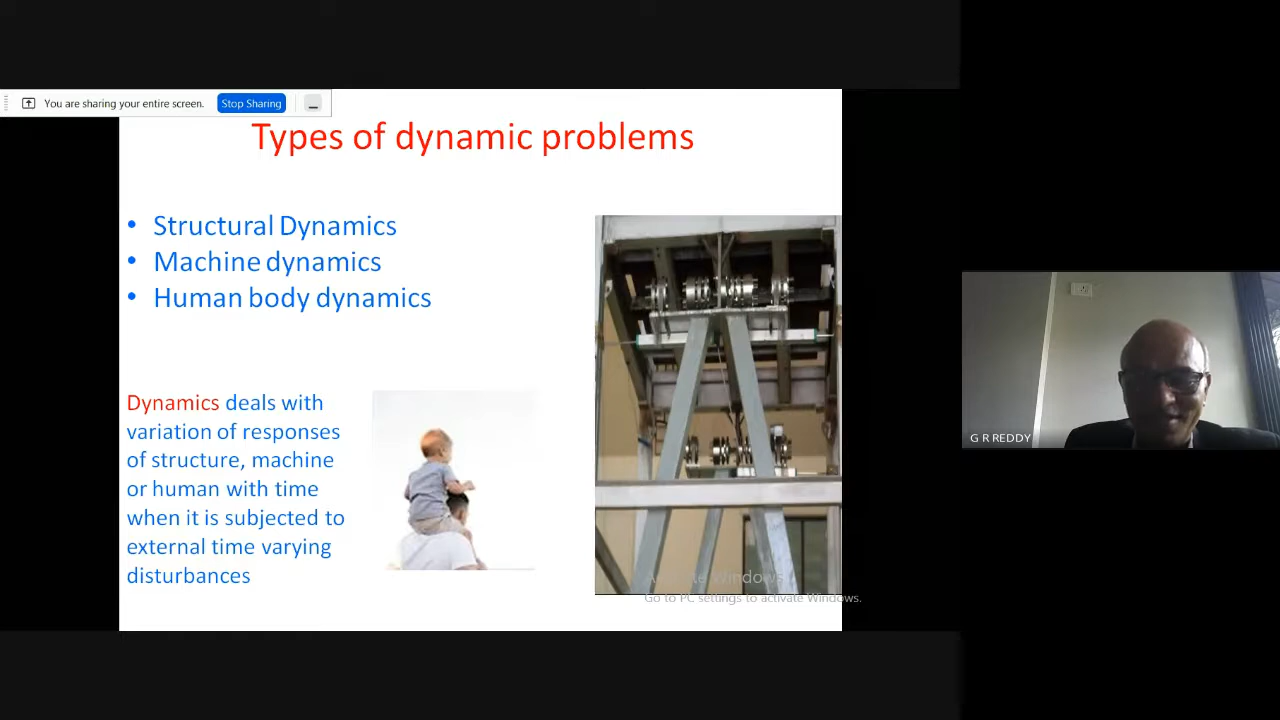 You are sharing your entire screen. Stop Sharing
Types of dynamic problems
• Structural Dynamics
• Machine dynamics
• Human body dynamics
Dynamics deals with
variation of responses
of structure, machine
or human with time
when it is subjected to
external time varying
disturbances
Activate Windows
Go to PC settings to activate Windows.
G R REDDY